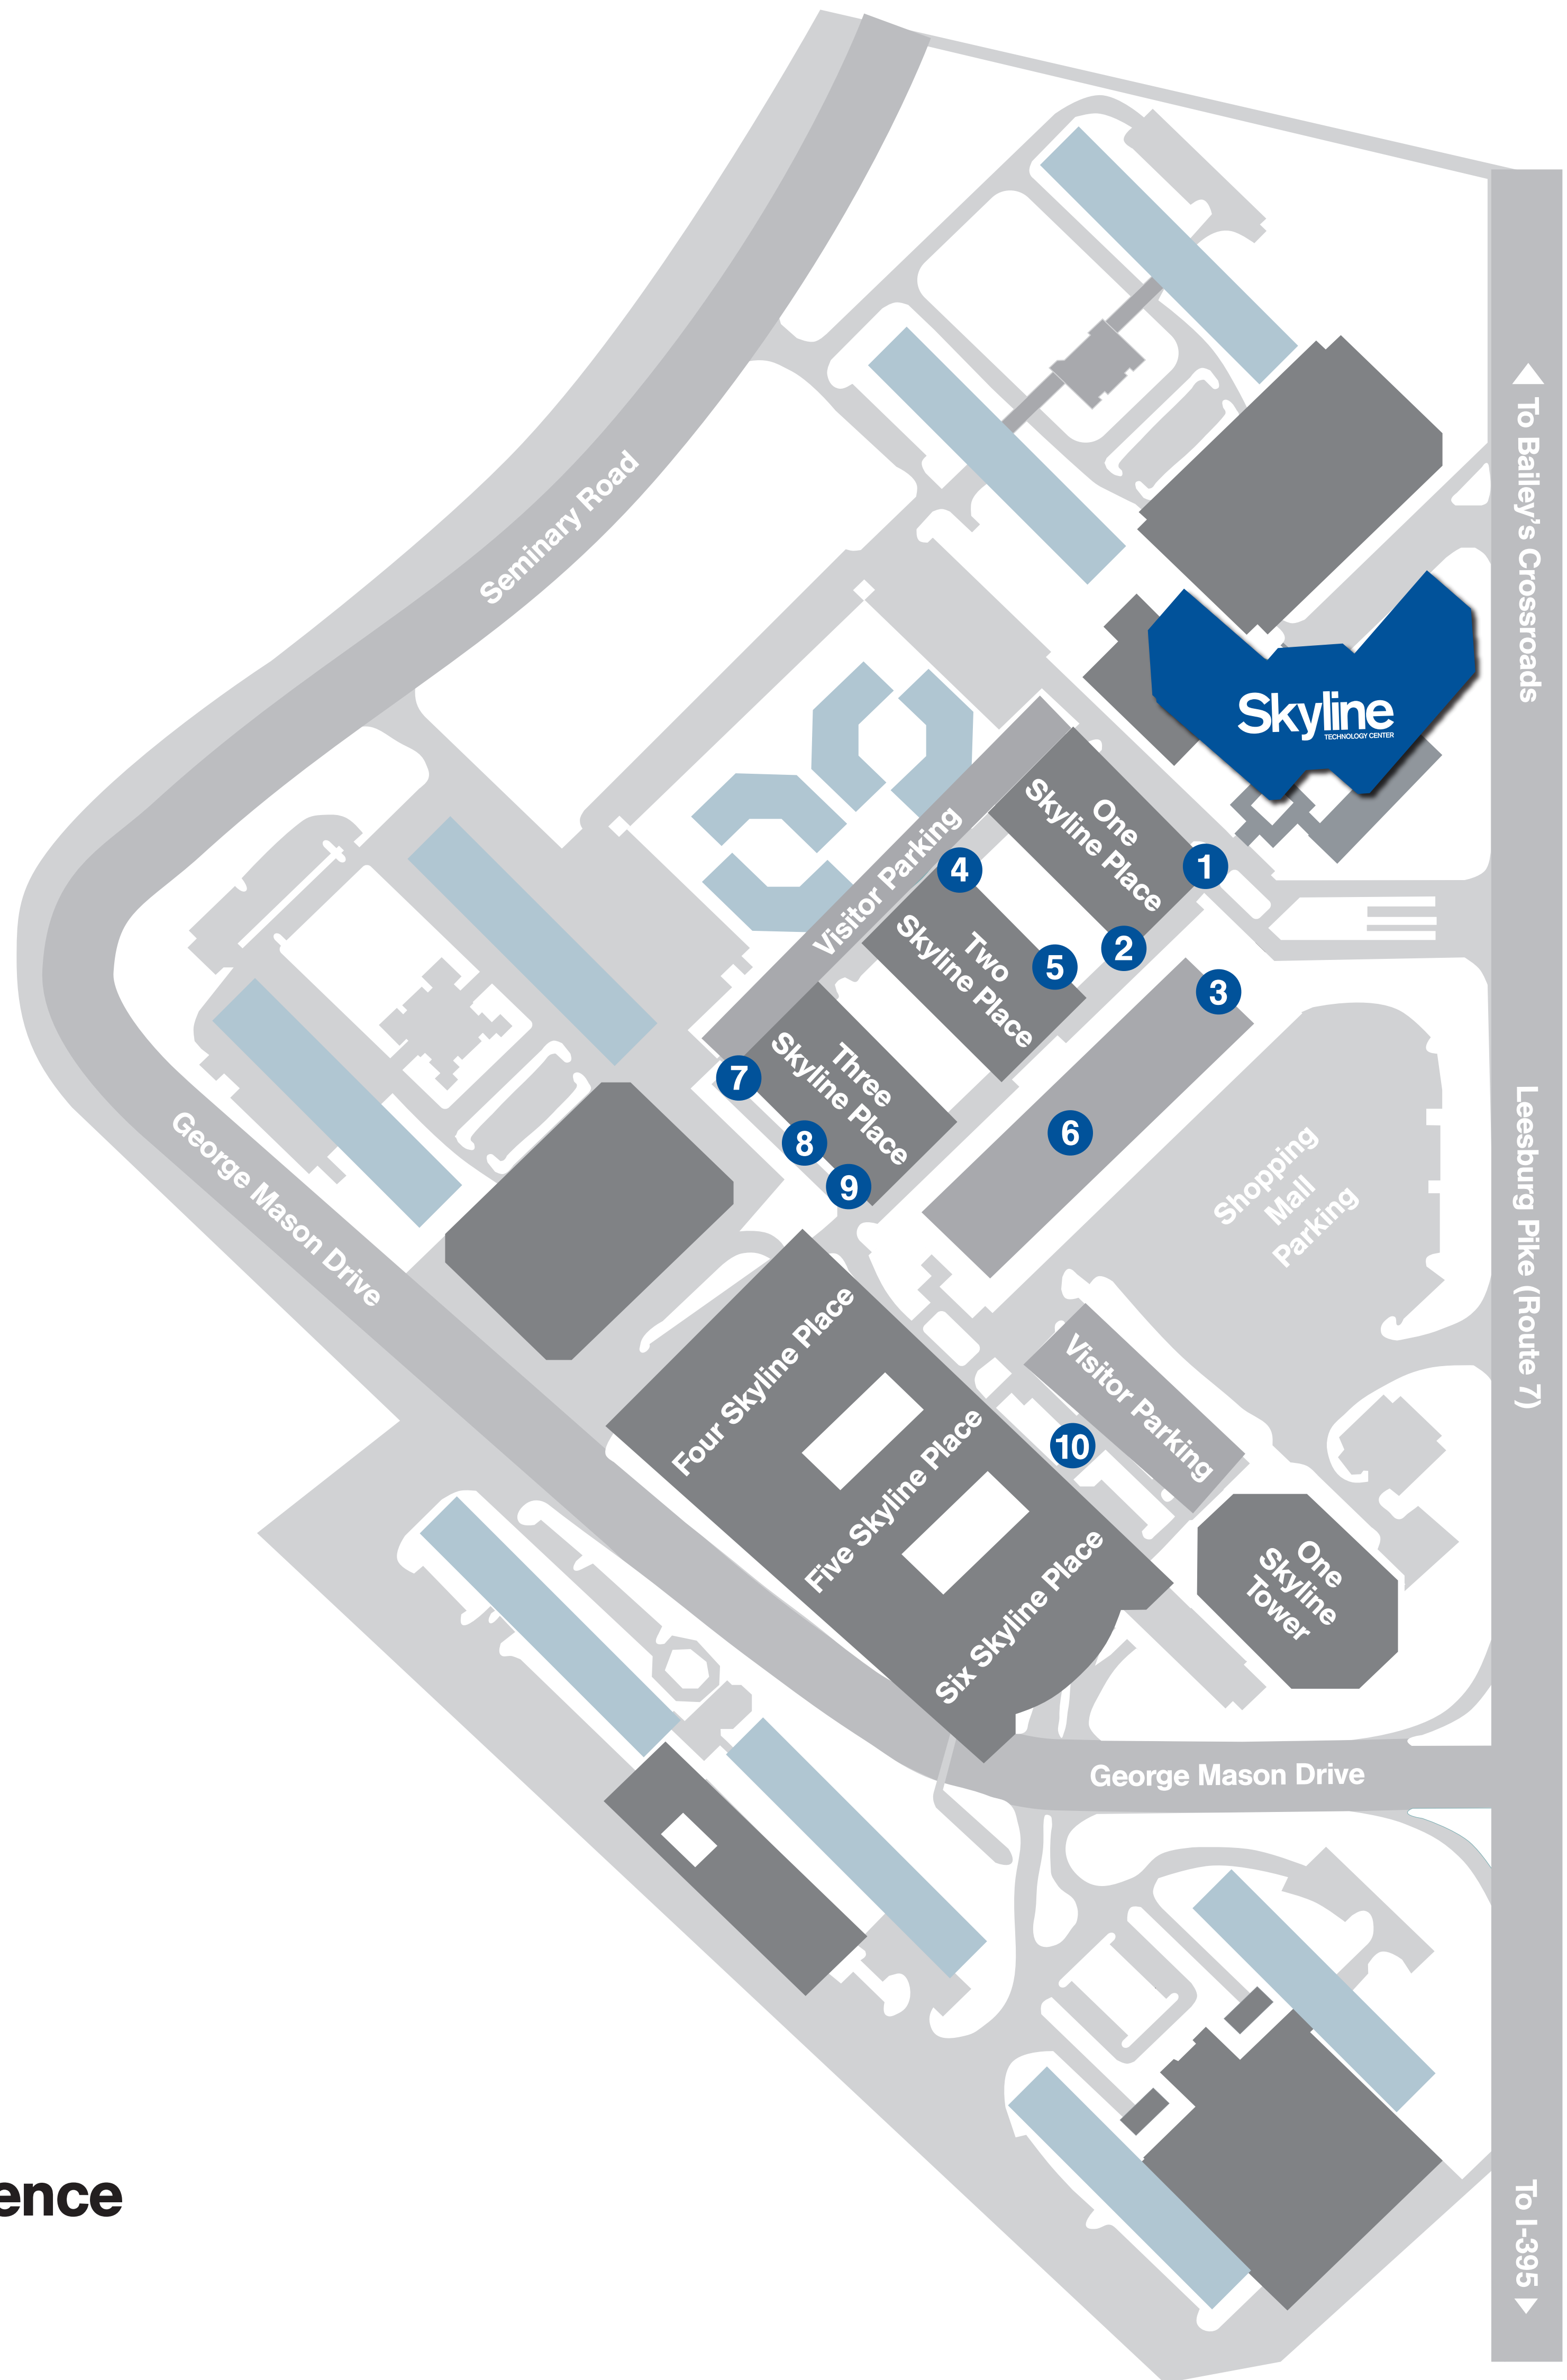 Seminary Road
To Bailey's Crossroads
Skyline
TECHNOLOGY CENTER
One
Skyline Place
1
Visitor Parking
4
Two
Skyline Place
5
2
3
Three
Skyline Place
7
8
9
6
Shopping
Mall
Parking
Leesburg Pike (Route 7)
George Mason Drive
Four Skyline Place
Five Skyline Place
Six Skyline Place
Visitor Parking
10
One
Skyline
Tower
George Mason Drive
To I-395
ence